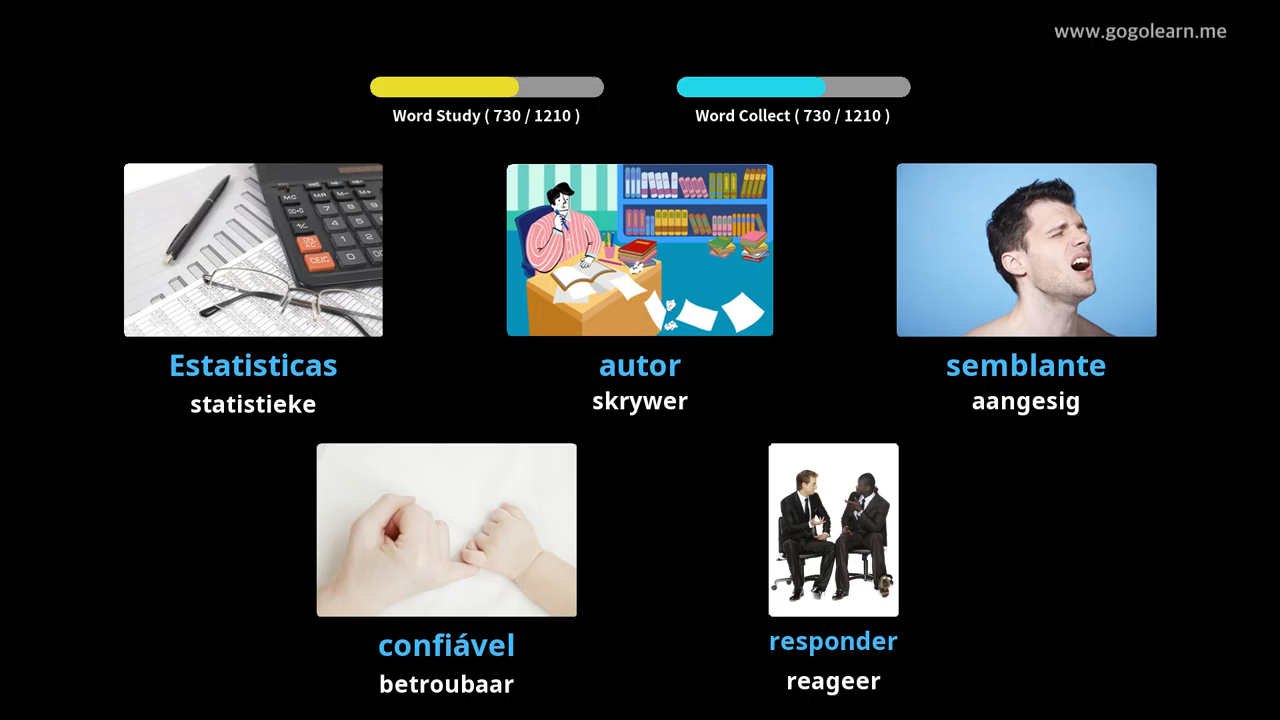 www.gogolearn.me
Word Study ( 730 / 1210 )
Word Collect ( 730 / 1210 )
Estatisticas
statistieke
autor
skrywer
semblante
aangesig
confiável
betroubaar
responder
reageer